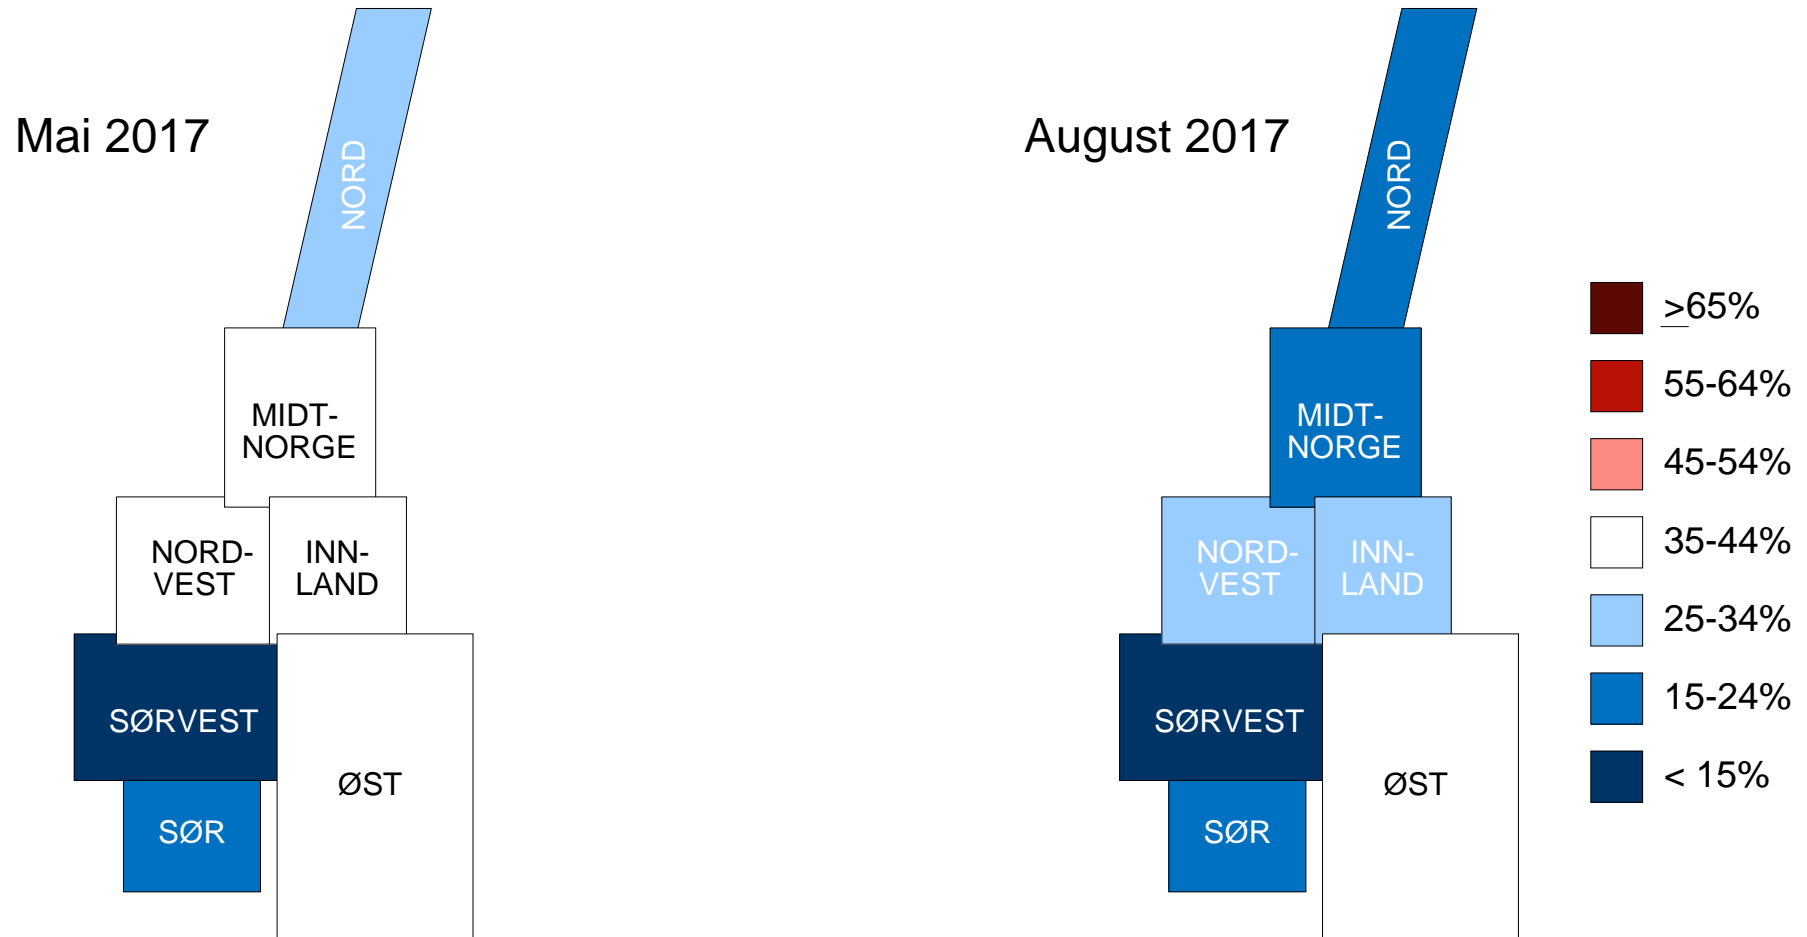 Mai 2017
NORD
MIDT-
NORGE
NORD-
VEST
INN-
LAND
SØRVEST
ØST
SØR
August 2017
NORD
MIDT-
NORGE
NORD-
VEST
INN-
LAND
SØRVEST
ØST
SØR
>65%
55-64%
45-54%
35-44%
25-34%
15-24%
< 15%